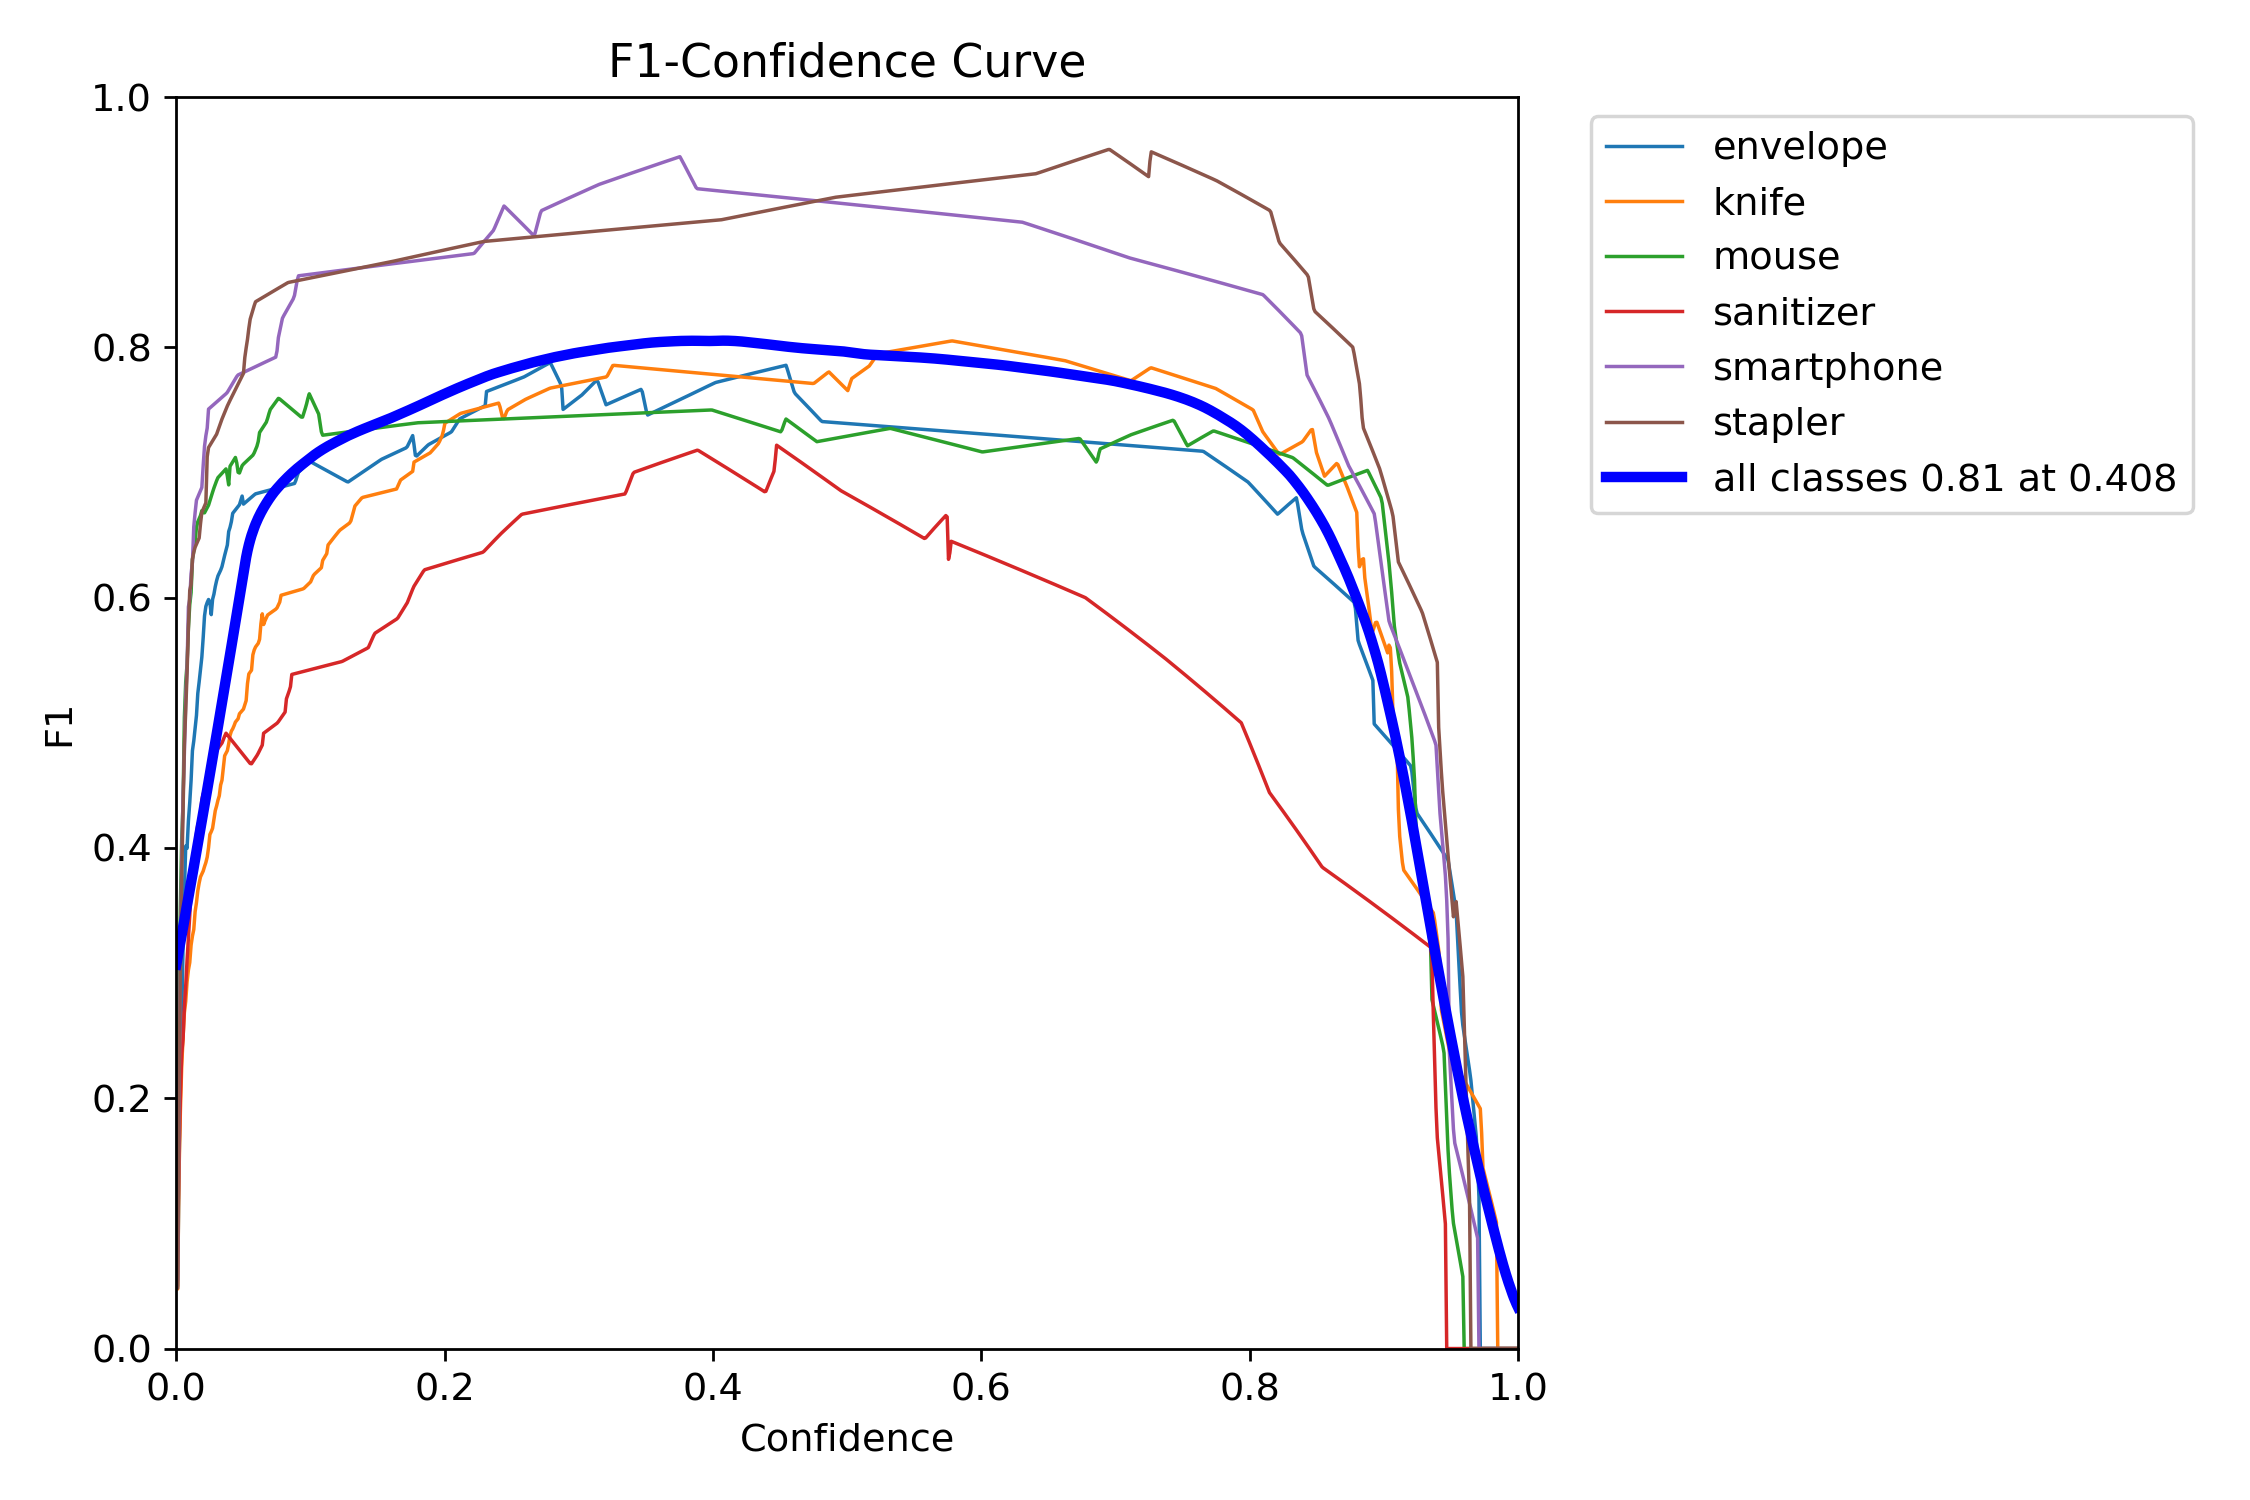 F1-Confidence Curve
1.0
0.8
0.6
0.4
0.2
0.0
F1
0.0 0.2 0.4 0.6 0.8 1.0
Confidence
envelope
knife
mouse
sanitizer
smartphone
stapler
all classes 0.81 at 0.408